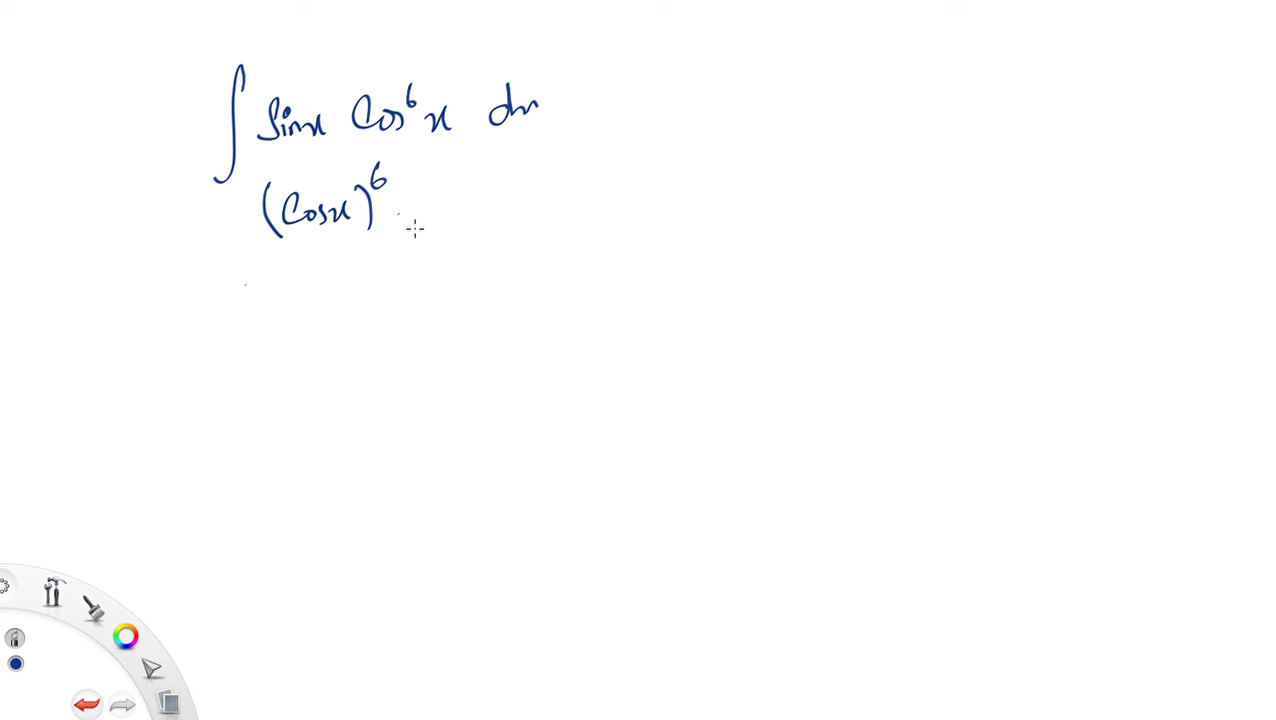 ∫ sinx cos⁶x dx
(cosx)⁶